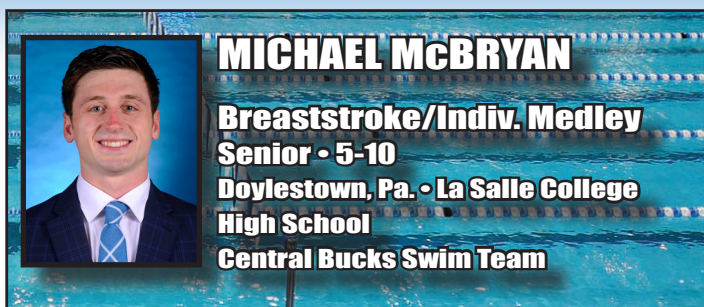 MICHAEL McBRYAN
Breaststroke/Indiv. Medley
Senior • 5-10
Doylestown, Pa. • La Salle College
High School
Central Bucks Swim Team